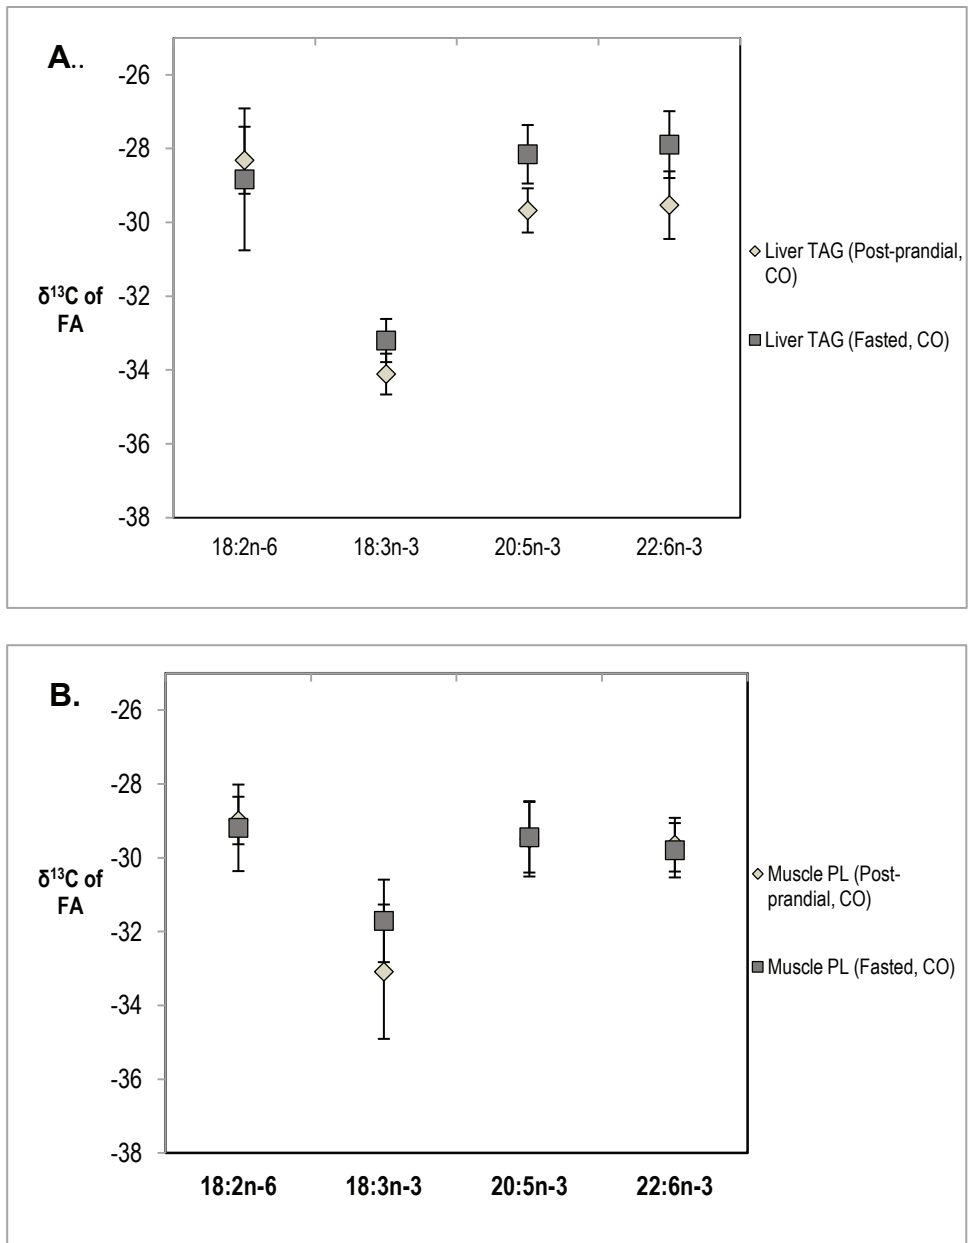 A..
-26
-28
-30
-32
-34
-36
-38
δ¹³C of
FA
18:2n-6 18:3n-3 20:5n-3 22:6n-3
Liver TAG (Post-prandial,
CO)
Liver TAG (Fasted, CO)
B.
-26
-28
-30
-32
-34
-36
-38
δ¹³C of
FA
18:2n-6 18:3n-3 20:5n-3 22:6n-3
Muscle PL (Post-
prandial, CO)
Muscle PL (Fasted, CO)